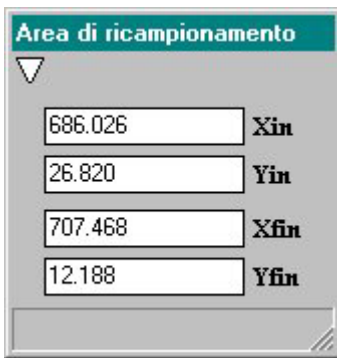 Area di ricampionamento
686.026 Xin
26.820 Yin
707.468 Xfin
12.188 Yfin